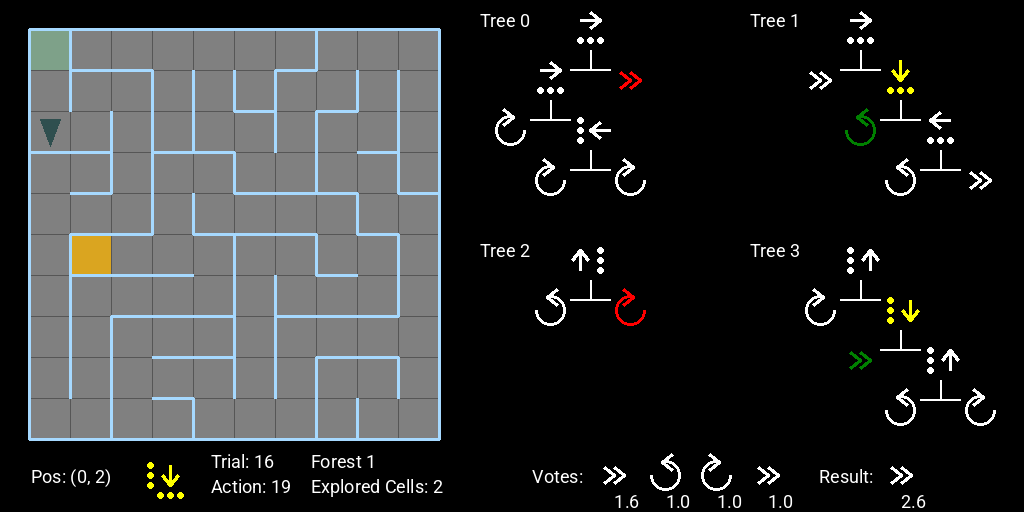 Tree 0
Tree 1
Tree 2
Tree 3
Pos: (0, 2)
Trial: 16
Forest 1
Action: 19
Explored Cells: 2
Votes:
Result:
1.6
1.0
1.0
1.0
2.6